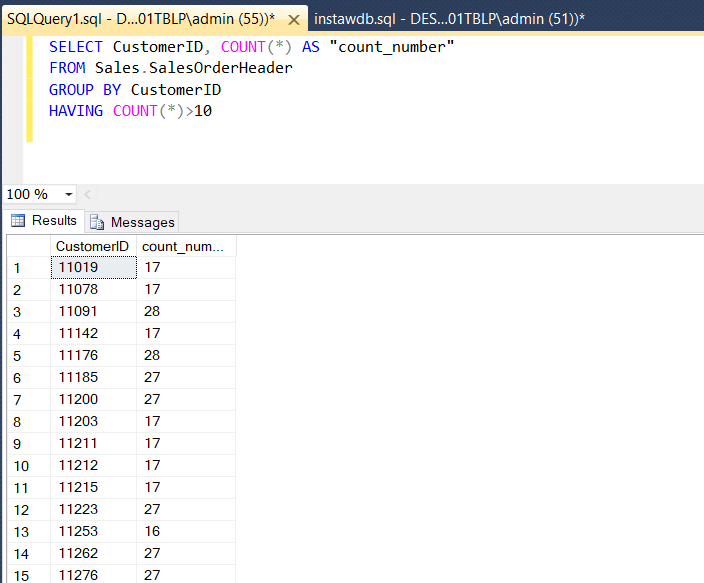 SQLQuery1.sql - D...01TBLP\admin (55))* instawdb.sql - DES...01TBLP\admin (51))*
SELECT CustomerID, COUNT(*) AS "count_number"
FROM Sales.SalesOrderHeader
GROUP BY CustomerID
HAVING COUNT(*)>10
100 %
Results Messages
CustomerID count_num...
1 11019 17
2 11078 17
3 11091 28
4 11142 17
5 11176 28
6 11185 27
7 11200 27
8 11203 17
9 11211 17
10 11212 17
11 11215 17
12 11223 27
13 11253 16
14 11262 27
15 11276 27